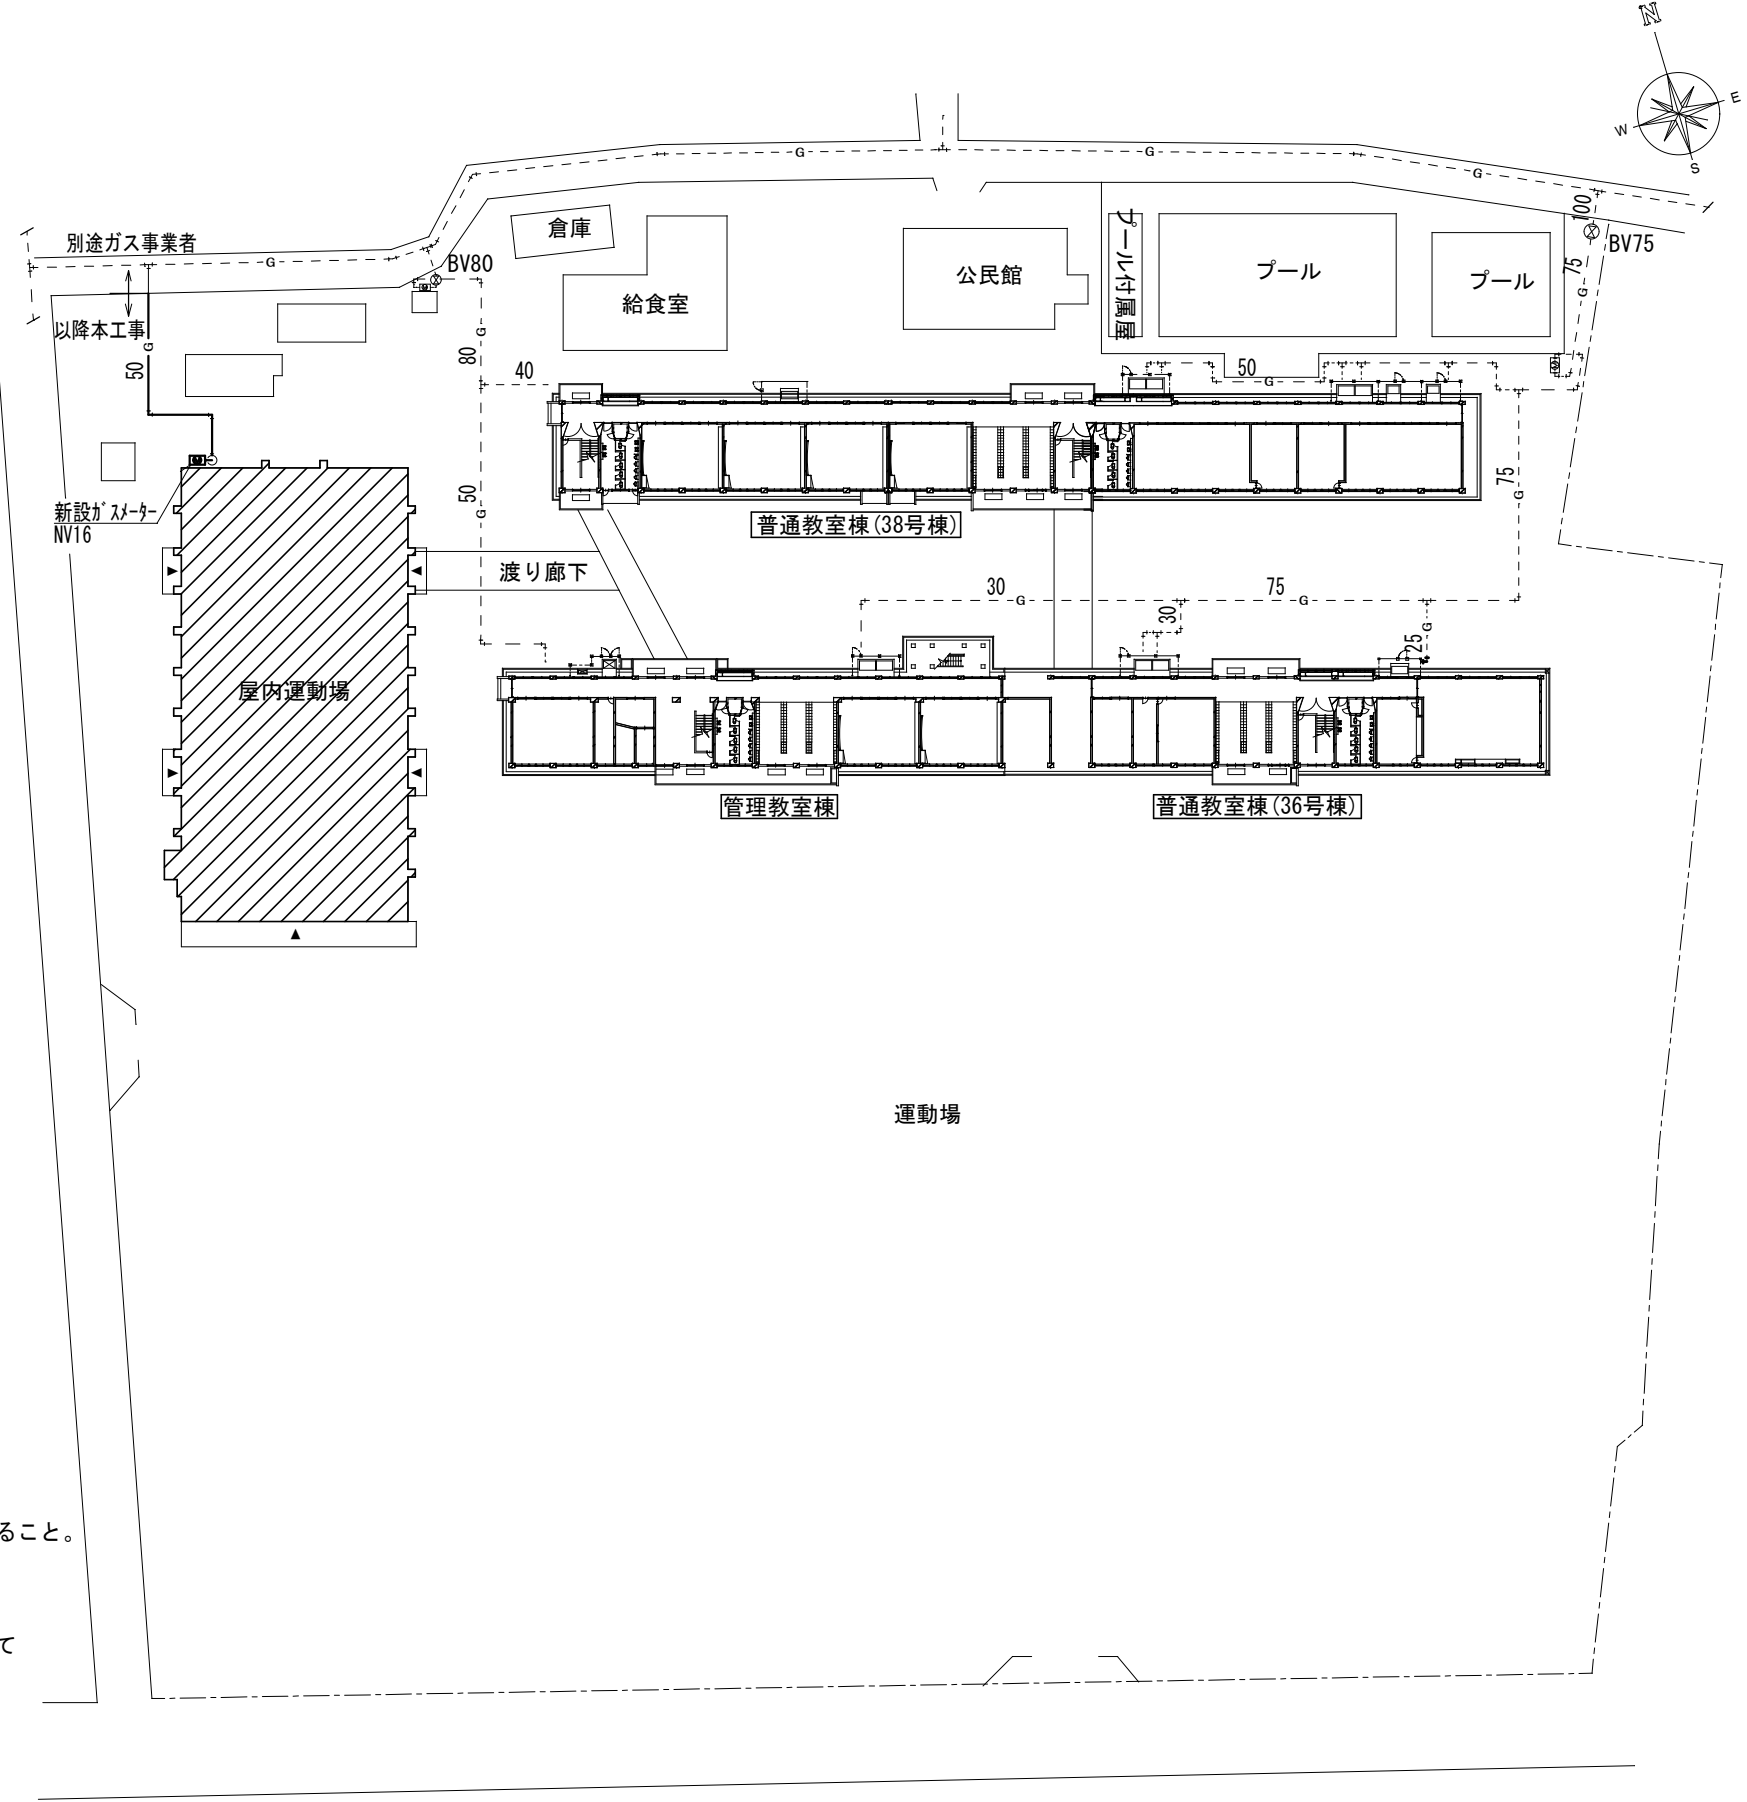 N
E
W
S
G
G
G
100
BV75
倉庫
別途ガス事業者
G
BV80
プール付属屋
プール
プール
公民館
給食室
75
G
以降本工事
50
G
80
G
40
50
G
75
G
50
G
新設ガスメーター
NV16
普通教室棟(38号棟)
渡り廊下
30
G
75
G
30
25
G
屋内運動場
管理教室棟
普通教室棟(36号棟)
運動場
ること。
て